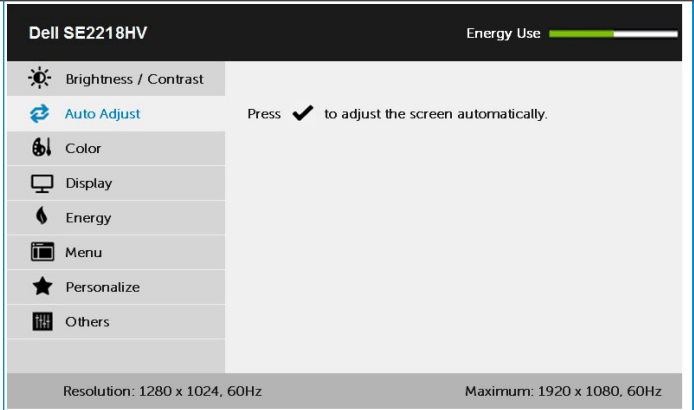 Dell SE2218HV
Energy Use
Brightness / Contrast
Auto Adjust
Press ✔ to adjust the screen automatically.
Color
Display
Energy
Menu
Personalize
Others
Resolution: 1280 x 1024, 60Hz
Maximum: 1920 x 1080, 60Hz